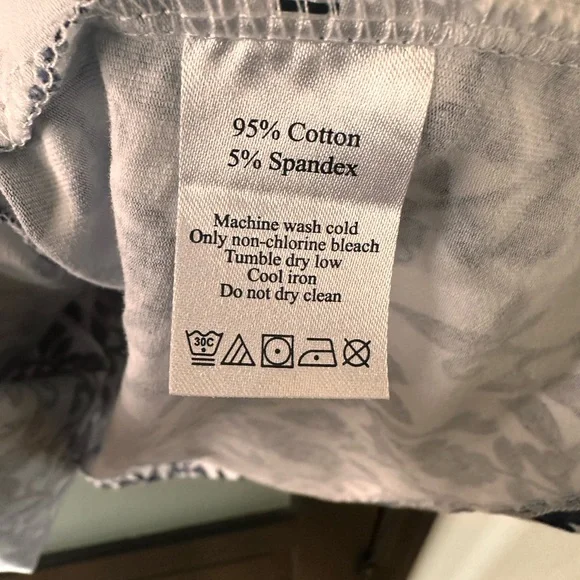 95% Cotton
5% Spandex
Machine wash cold
Only non-chlorine bleach
Tumble dry low
Cool iron
Do not dry clean
30C